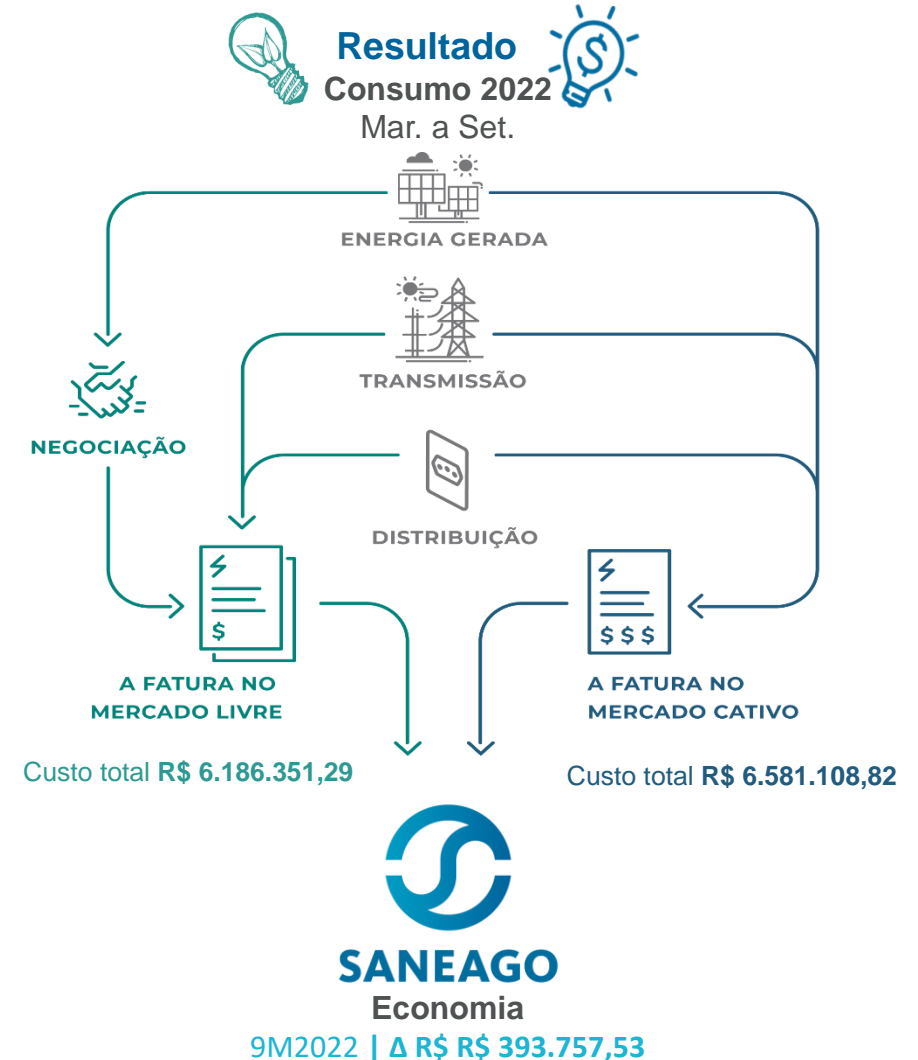 Resultado
Consumo 2022
Mar. a Set.
ENERGIA GERADA
TRANSMISSÃO
NEGOCIAÇÃO
DISTRIBUIÇÃO
$
$ $ $
A FATURA NO
MERCADO LIVRE
A FATURA NO
MERCADO CATIVO
Custo total R$ 6.186.351,29
Custo total R$ 6.581.108,82
SANEAGO
Economia
9M2022 | Δ R$ R$ 393.757,53